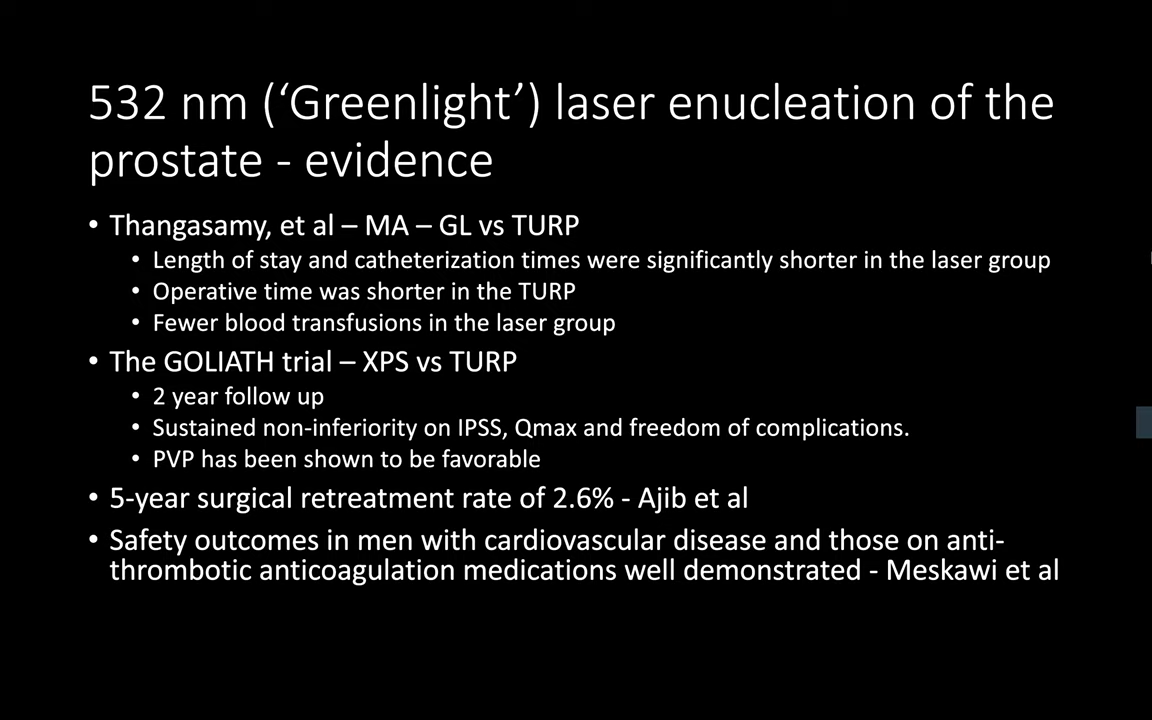 532 nm (‘Greenlight’) laser enucleation of the
prostate - evidence
• Thangasamy, et al – MA – GL vs TURP
• Length of stay and catheterization times were significantly shorter in the laser group
• Operative time was shorter in the TURP
• Fewer blood transfusions in the laser group
• The GOLIATH trial – XPS vs TURP
• 2 year follow up
• Sustained non-inferiority on IPSS, Qmax and freedom of complications.
• PVP has been shown to be favorable
• 5-year surgical retreatment rate of 2.6% - Ajib et al
• Safety outcomes in men with cardiovascular disease and those on anti-
thrombotic anticoagulation medications well demonstrated - Meskawi et al